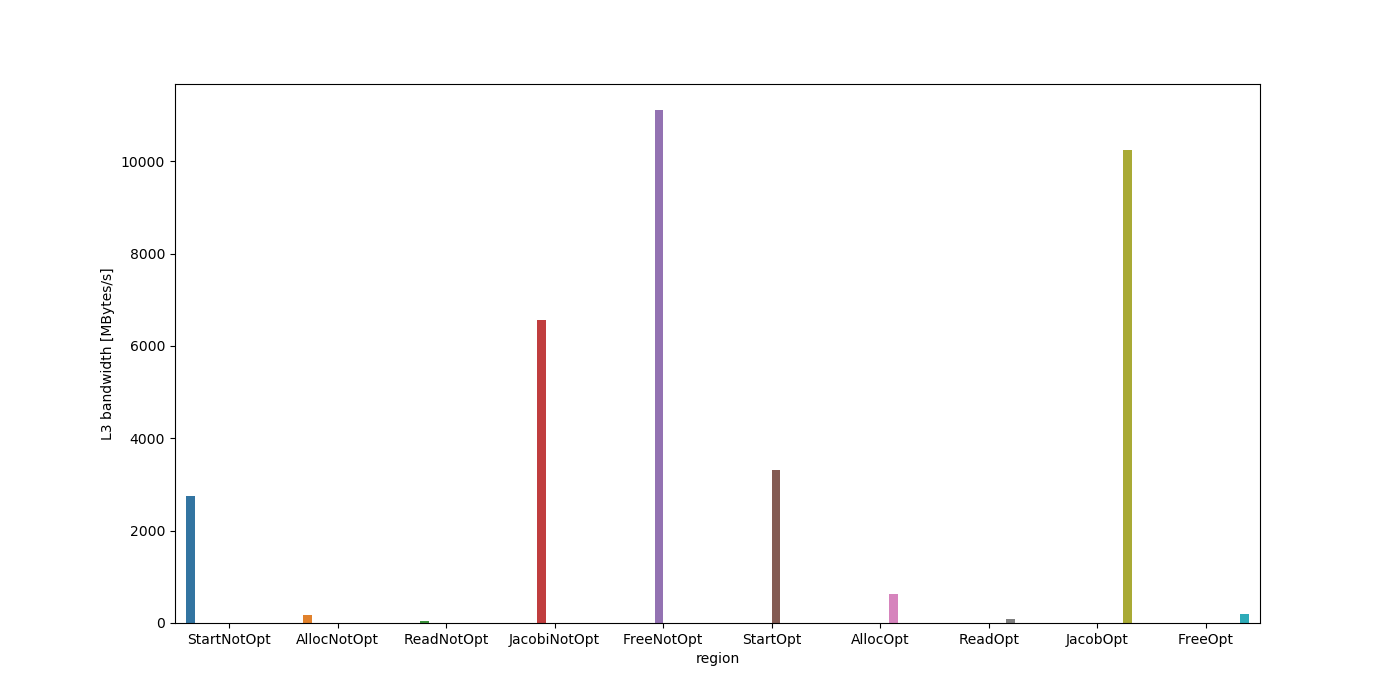 L3 bandwidth [MBytes/s]
10000
8000
6000
4000
2000
0
StartNotOpt AllocNotOpt ReadNotOpt JacobiNotOpt FreeNotOpt StartOpt AllocOpt ReadOpt JacobOpt FreeOpt
region